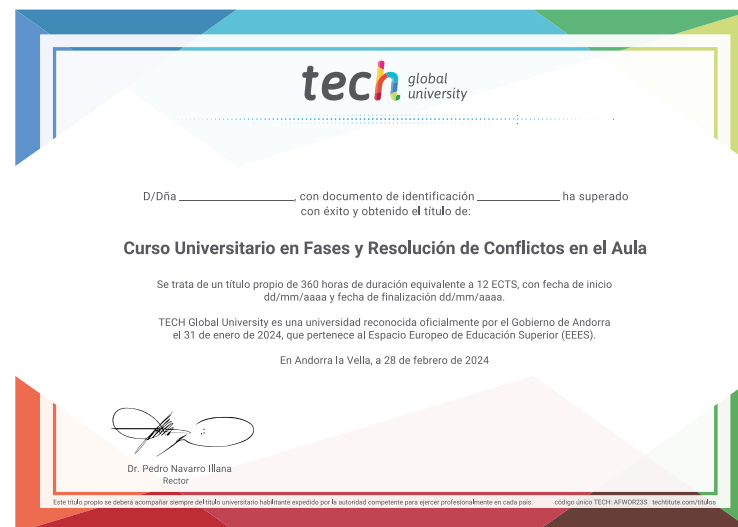 tech global university
D/Dña ____________, con documento de identificación ____________ ha superado
con éxito y obtenido el título de:
Curso Universitario en Fases y Resolución de Conflictos en el Aula
Se trata de un título propio de 360 horas de duración equivalente a 12 ECTS, con fecha de inicio
dd/mm/aaaa y fecha de finalización dd/mm/aaaa.
TECH Global University es una universidad reconocida oficialmente por el Gobierno de Andorra
el 31 de enero de 2024, que pertenece al Espacio Europeo de Educación Superior (EEES).
En Andorra la Vella, a 28 de febrero de 2024
Dr. Pedro Navarro Illana
Rector
Este título propio se deberá acompañar siempre del título universitario habilitante expedido por la autoridad competente para ejercer profesionalmente en cada país. código único TECH: AFWOR23S techtitute.com/titulos